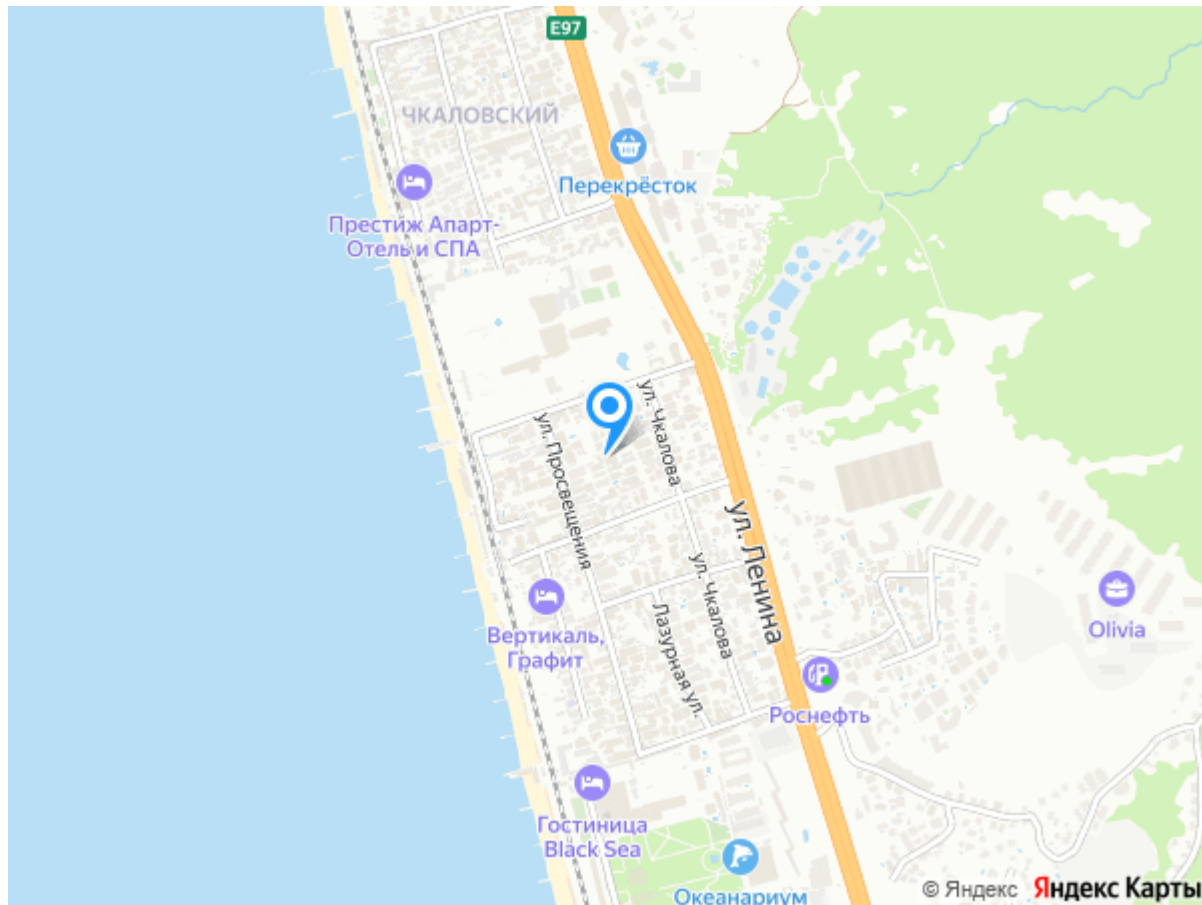 E97
ЧКАЛОВСКИЙ
Перекрёсток
Престиж Апарт-
Отель и СПА
ул. Чкалова
ул. Просвещения
ул. Ленина
ул. Чкалова
Вертикаль,
Графит
Лазурная ул.
Olivia
Роснефть
Гостиница
Black Sea
Океанариум
© Яндекс Яндекс Карты